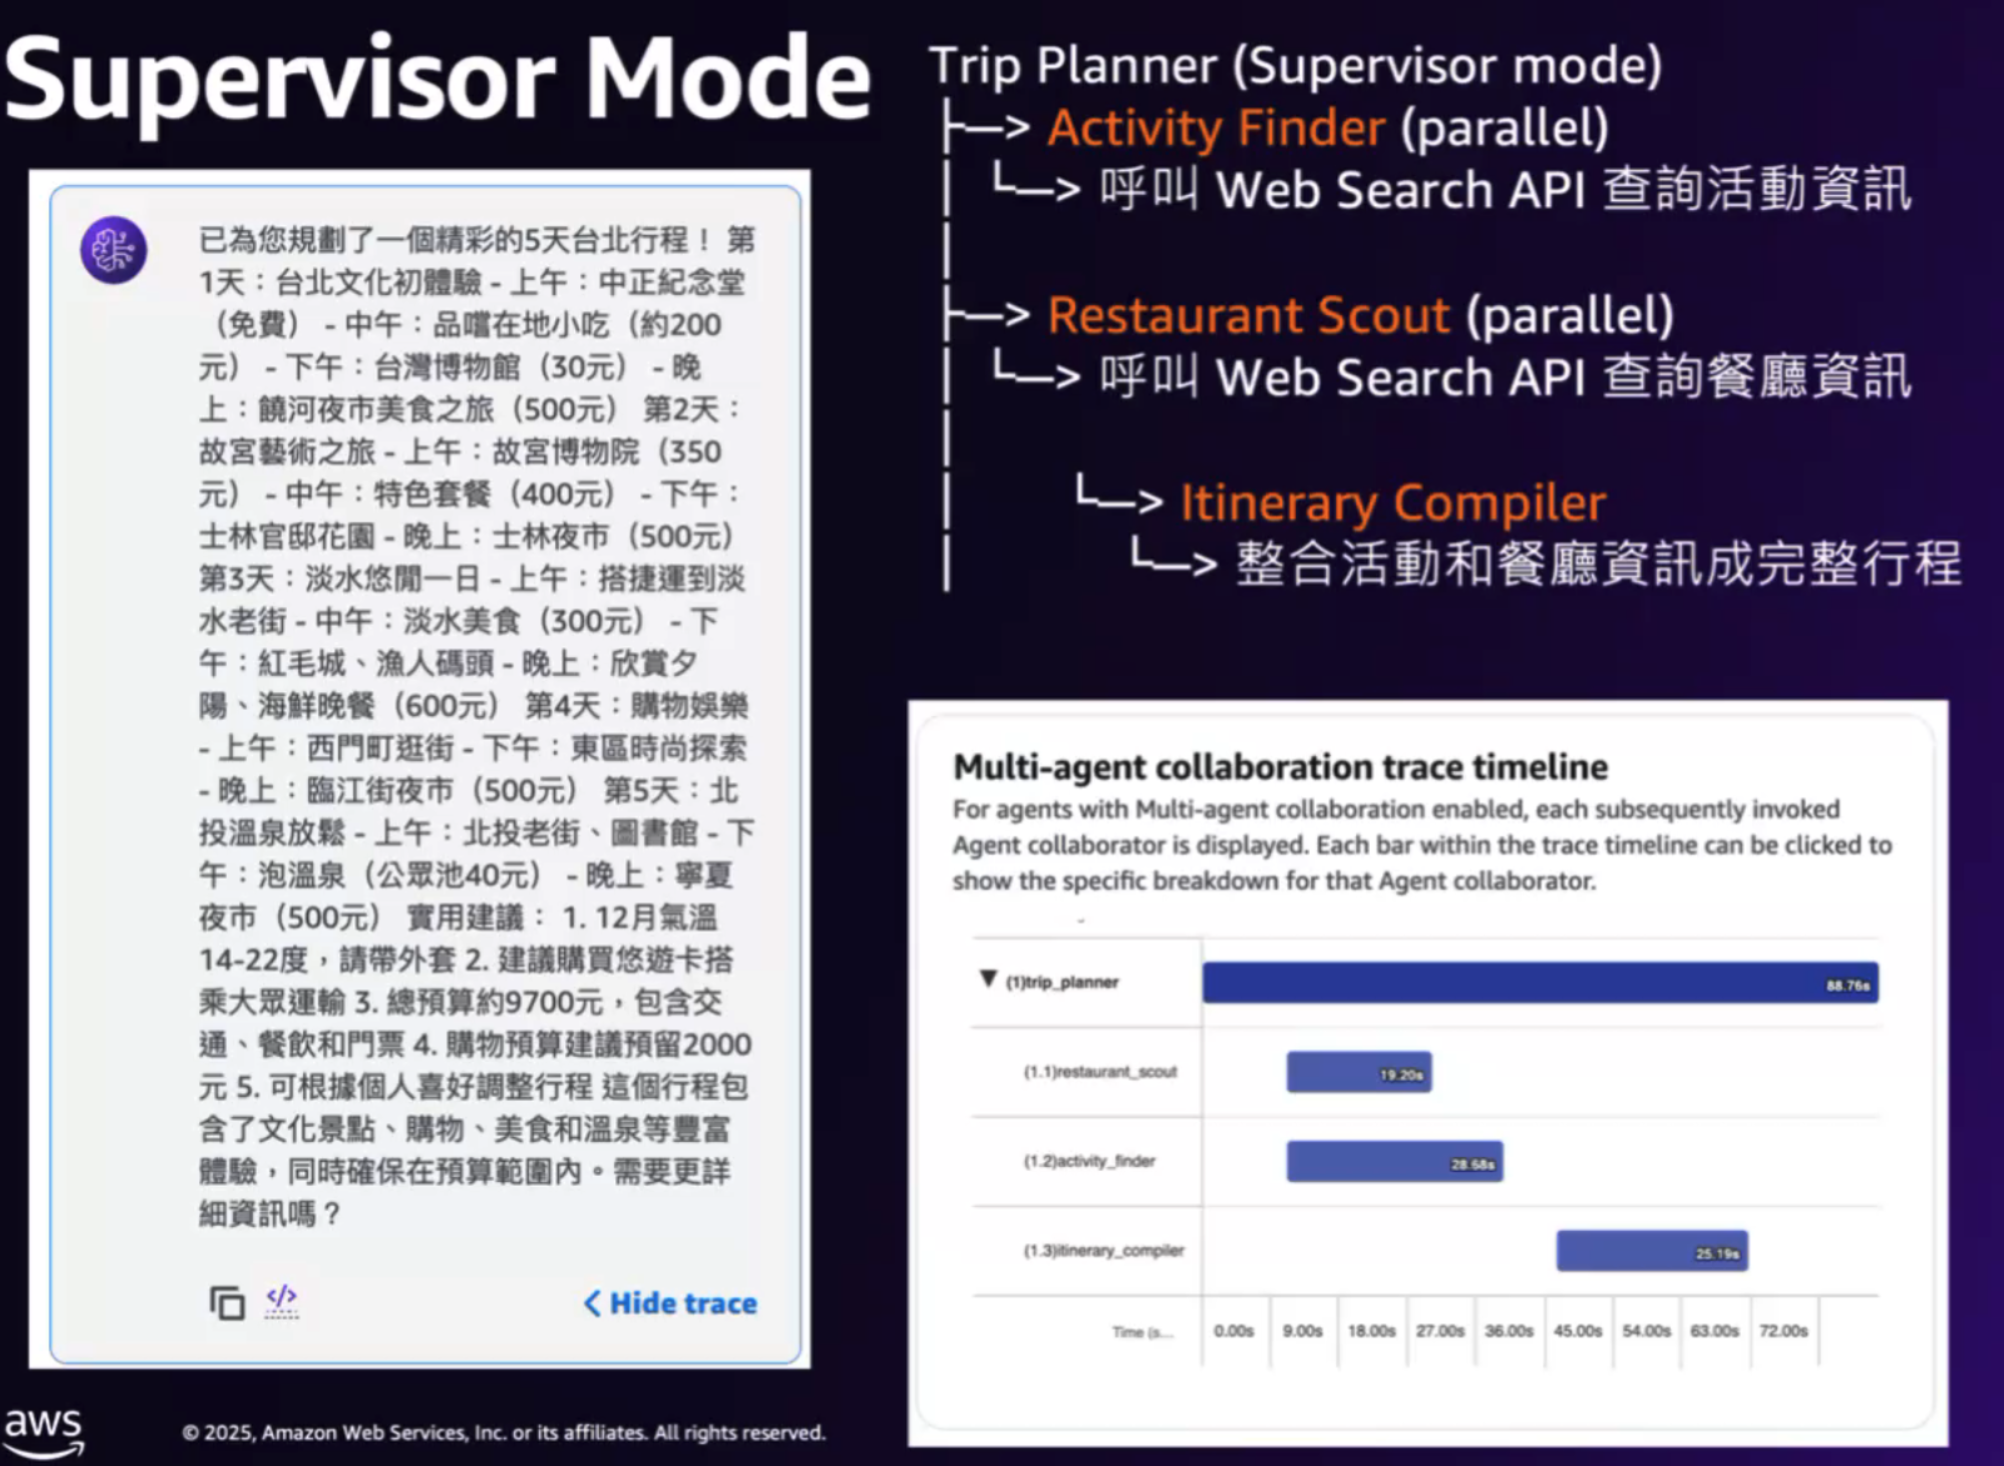 Supervisor Mode
已為您規劃了一個精彩的5天台北行程！ 第
1天：台北文化初體驗 - 上午：中正紀念堂
（免費） - 中午：品嚐在地小吃（約200
元） - 下午：台灣博物館（30元） - 晚
上：饒河夜市美食之旅（500元） 第2天：
故宮藝術之旅 - 上午：故宮博物院（350
元） - 中午：特色套餐（400元） - 下午：
士林官邸花園 - 晚上：士林夜市（500元）
第3天：淡水悠閒一日 - 上午：搭捷運到淡
水老街 - 中午：淡水美食（300元） - 下
午：紅毛城、漁人碼頭 - 晚上：欣賞夕
陽、海鮮晚餐（600元） 第4天：購物娛樂
- 上午：西門町逛街 - 下午：東區時尚探索
- 晚上：臨江街夜市（500元） 第5天：北
投溫泉放鬆 - 上午：北投老街、圖書館 - 下
午：泡溫泉（公眾池40元） - 晚上：寧夏
夜市（500元） 實用建議： 1. 12月氣溫
14-22度，請帶外套 2. 建議購買悠遊卡搭
乘大眾運輸 3. 總預算約9700元，包含交
通、餐飲和門票 4. 購物預算建議預留2000
元 5. 可根據個人喜好調整行程 這個行程包
含了文化景點、購物、美食和溫泉等豐富
體驗，同時確保在預算範圍內。需要更詳
細資訊嗎？
</>
< Hide trace
Trip Planner (Supervisor mode)
├─> Activity Finder (parallel)
│ └─> 呼叫 Web Search API 查詢活動資訊
│
├─> Restaurant Scout (parallel)
│ └─> 呼叫 Web Search API 查詢餐廳資訊
│
│ └─> Itinerary Compiler
│ └─> 整合活動和餐廳資訊成完整行程
Multi-agent collaboration trace timeline
For agents with Multi-agent collaboration enabled, each subsequently invoked
Agent collaborator is displayed. Each bar within the trace timeline can be clicked to
show the specific breakdown for that Agent collaborator.
▼ (1)trip_planner 88.76s
(1.1)restaurant_scout 19.20s
(1.2)activity_finder 28.68s
(1.3)itinerary_compiler 25.19s
Time (s... 0.00s 9.00s 18.00s 27.00s 36.00s 45.00s 54.00s 63.00s 72.00s
aws
© 2025, Amazon Web Services, Inc. or its affiliates. All rights reserved.